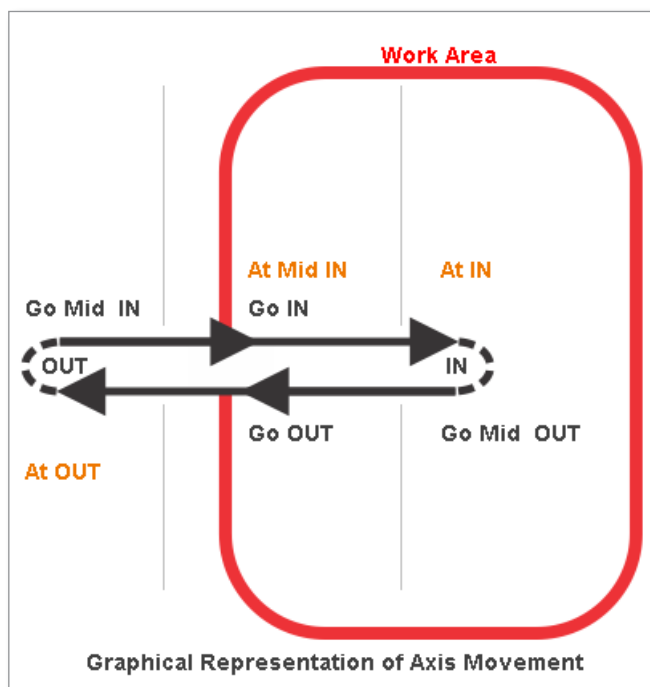 Work Area
At Mid IN At IN
Go Mid IN Go IN
OUT IN
Go OUT Go Mid OUT
At OUT
Graphical Representation of Axis Movement